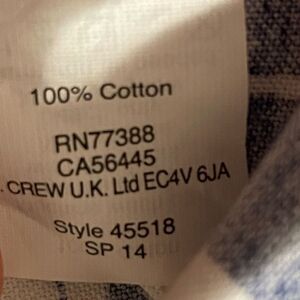 100% Cotton
RN77388
CA56445
. CREW U.K. Ltd EC4V 6JA
Style 45518
SP 14